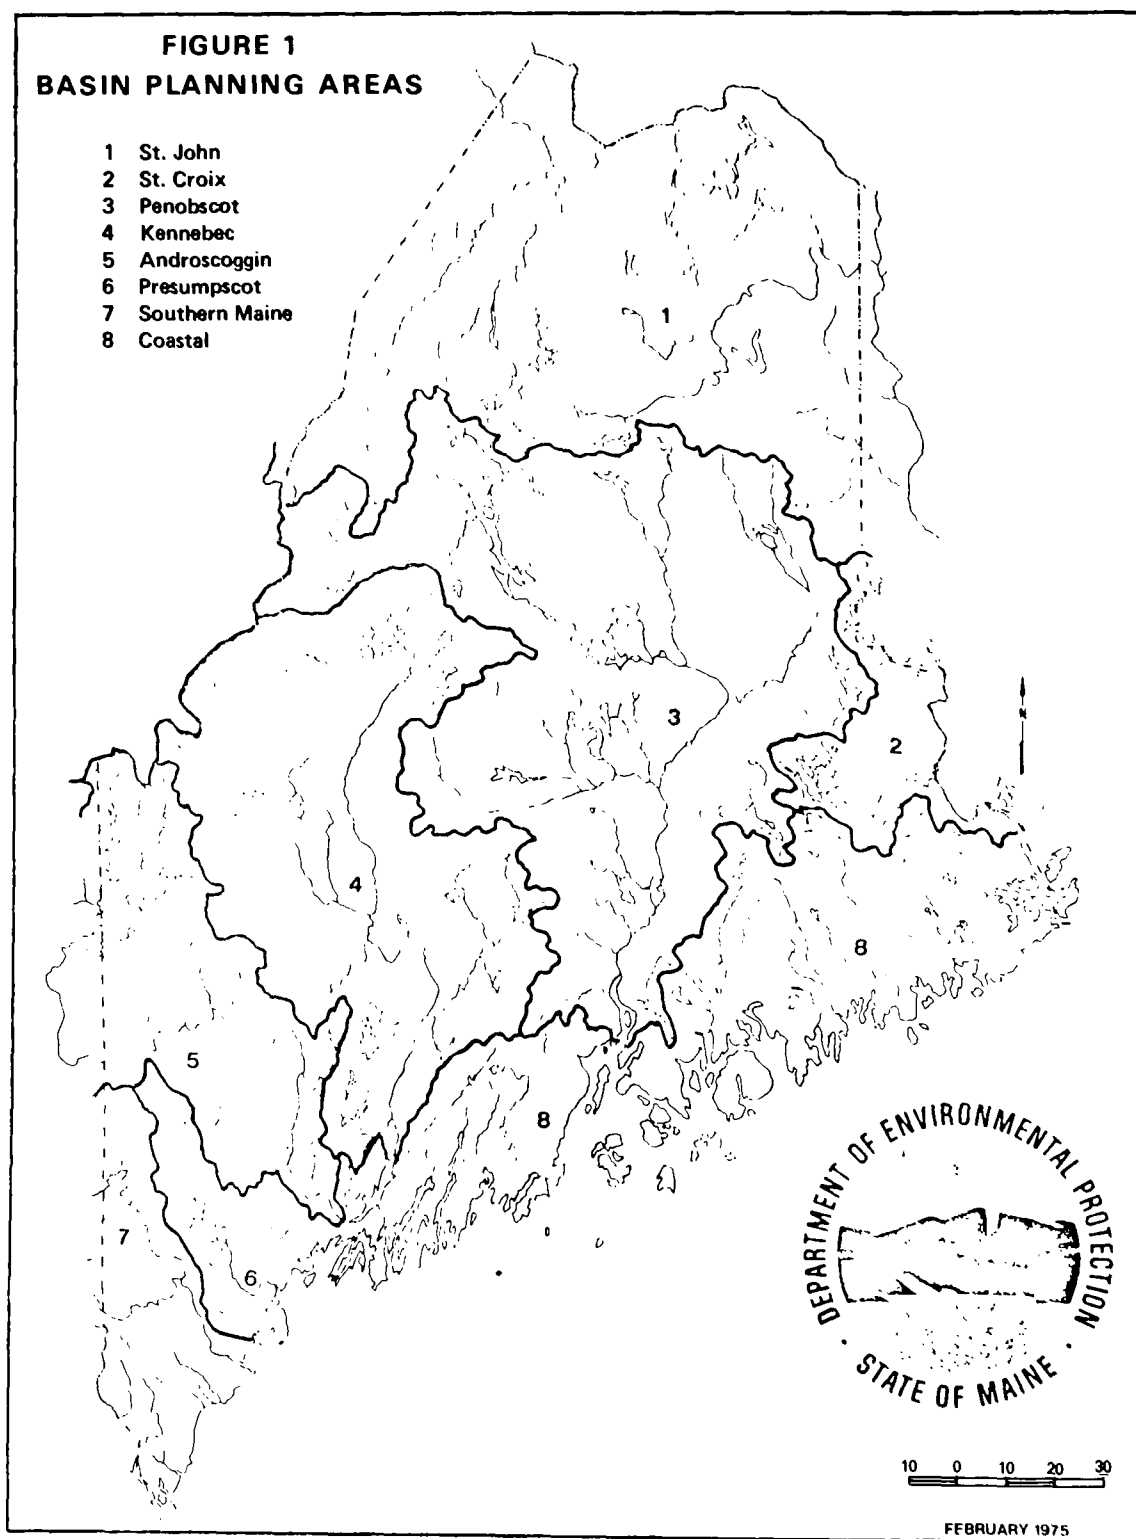 FIGURE 1
BASIN PLANNING AREAS
1 St. John
2 St. Croix
3 Penobscot
4 Kennebec
5 Androscoggin
6 Presumpscot
7 Southern Maine
8 Coastal
1
N
3
2
4
8
5
8
7
6
DEPARTMENT OF ENVIRONMENTAL PROTECTION
· STATE OF MAINE ·
10 0 10 20 30
FEBRUARY 1975